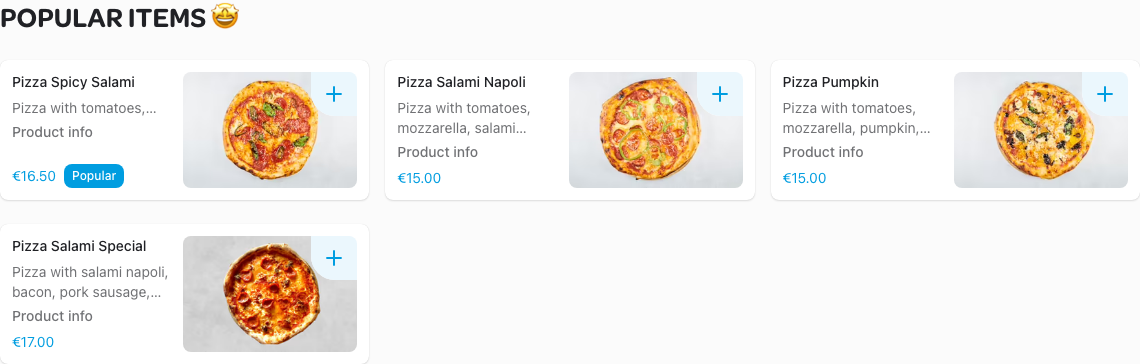 POPULAR ITEMS 🤩
Pizza Spicy Salami
Pizza with tomatoes,...
Product info
€16.50 Popular
Pizza Salami Napoli
Pizza with tomatoes,
mozzarella, salami...
Product info
€15.00
Pizza Pumpkin
Pizza with tomatoes,
mozzarella, pumpkin,...
Product info
€15.00
Pizza Salami Special
Pizza with salami napoli,
bacon, pork sausage,...
Product info
€17.00